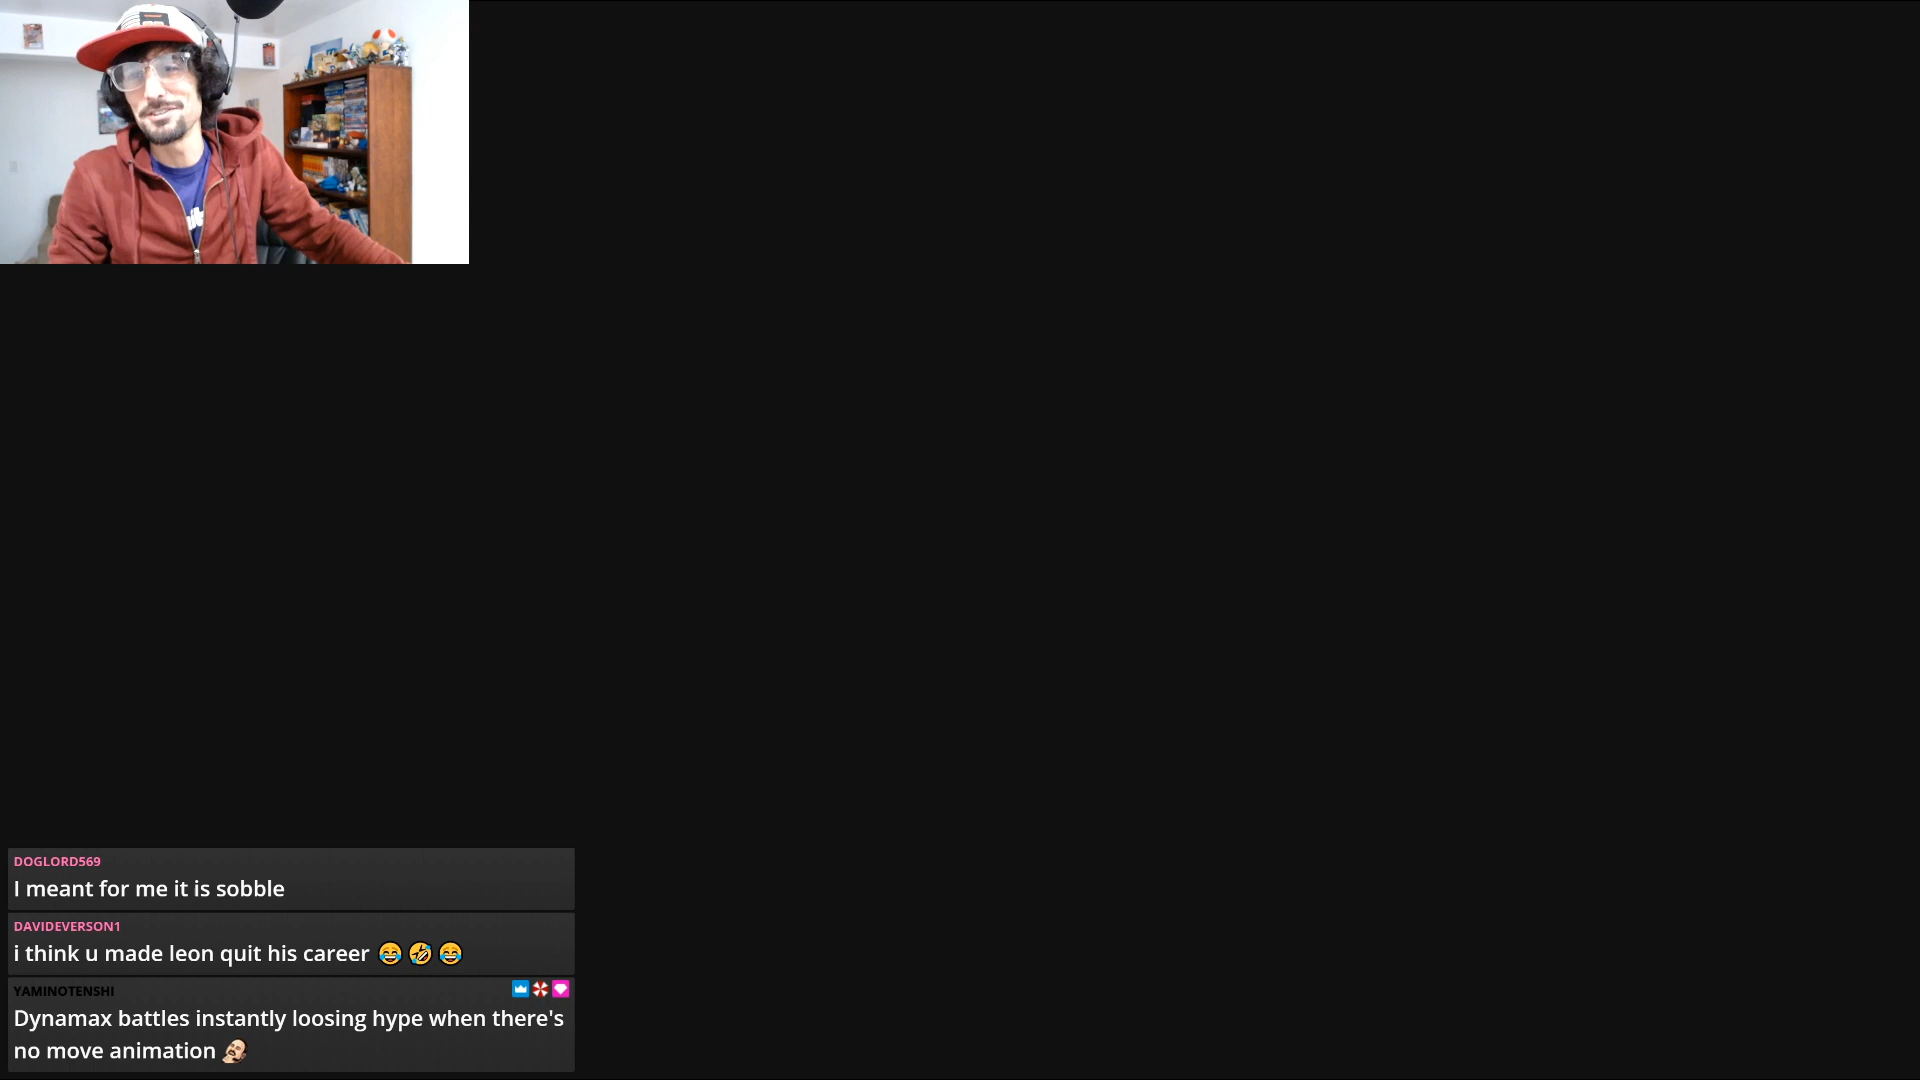 DOGLORD569
I meant for me it is sobble
DAVIDEVERSON1
i think u made leon quit his career 😂🤣😂
YAMINOTENSHI
Dynamax battles instantly loosing hype when there's
no move animation